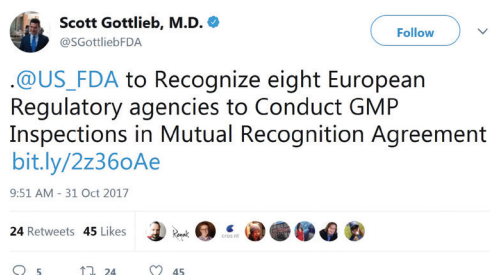 Scott Gottlieb, M.D.
@SGottliebFDA
Follow
.@US_FDA to Recognize eight European
Regulatory agencies to Conduct GMP
Inspections in Mutual Recognition Agreement
bit.ly/2z36oAe
9:51 AM - 31 Oct 2017
24 Retweets 45 Likes
5 24 45